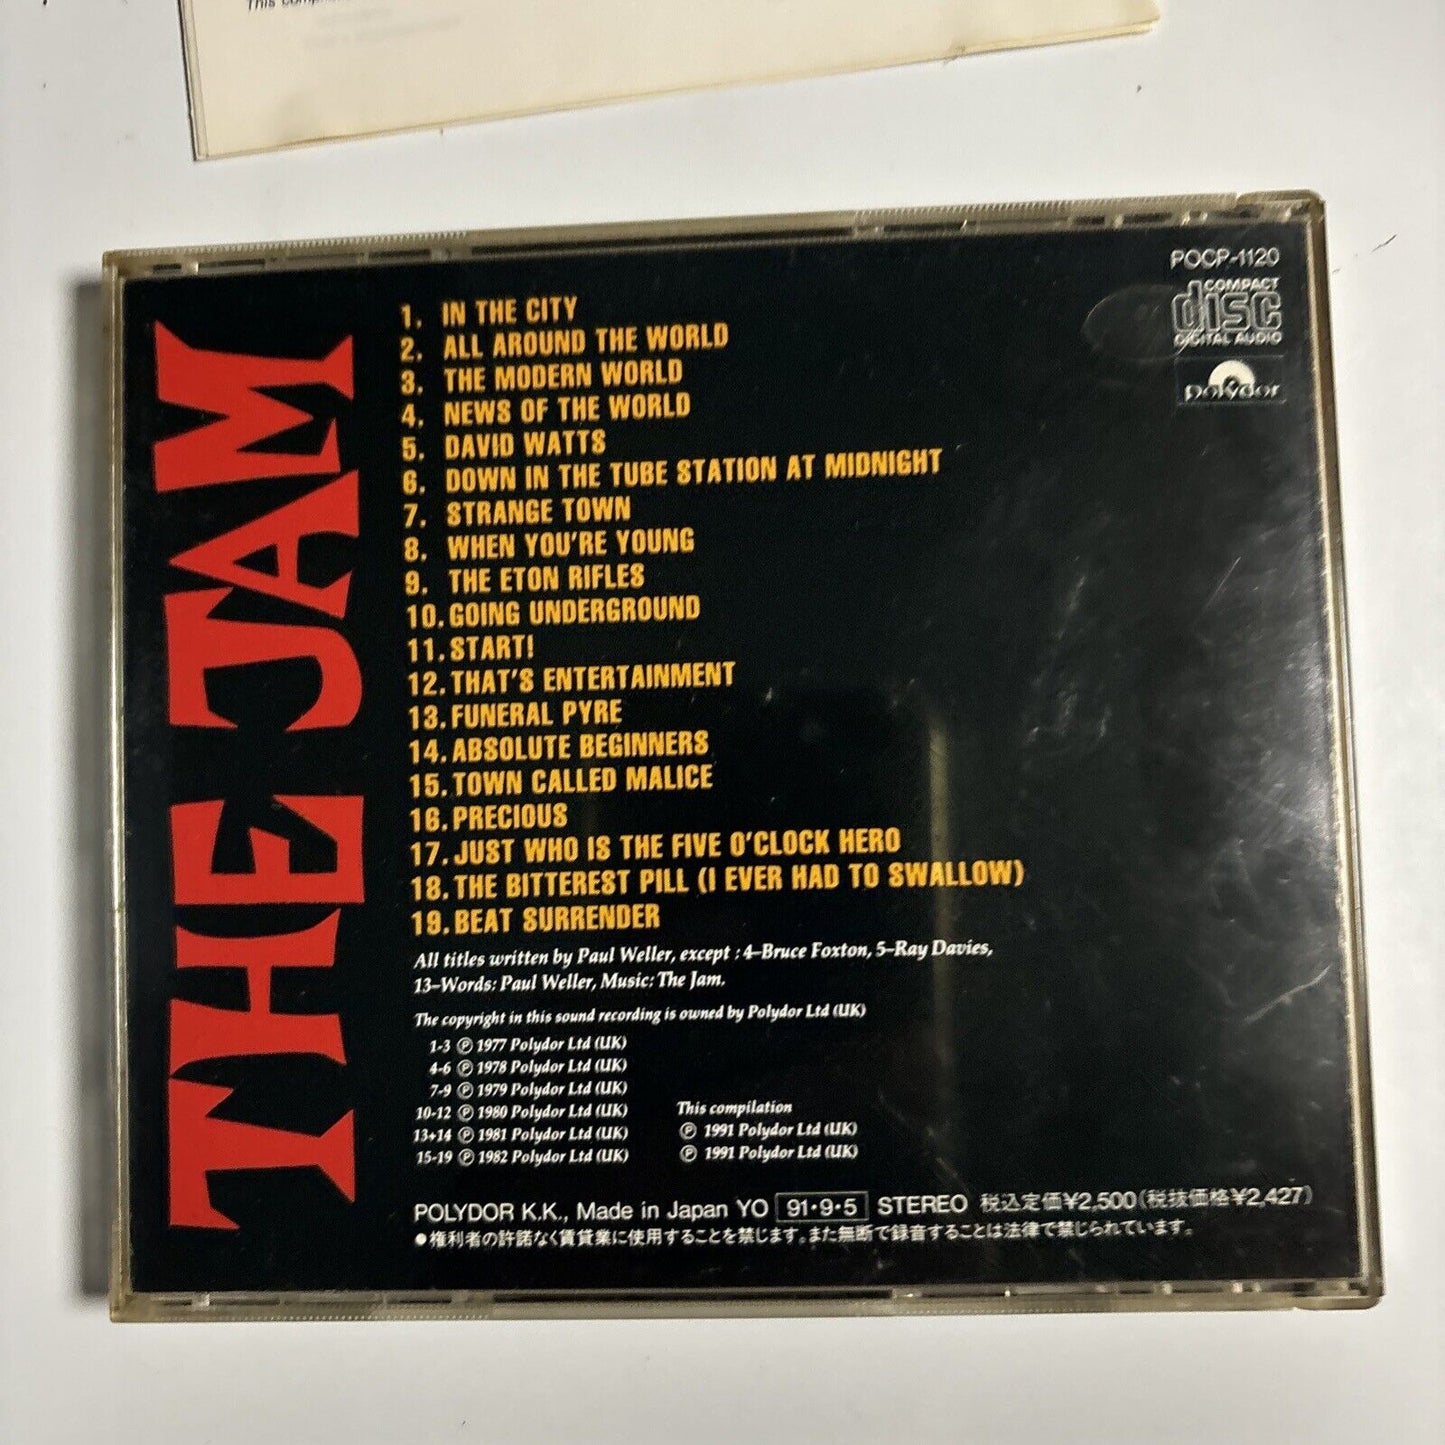 This
THE JAM
POCP-1120
COMPACT
disc
DIGITAL AUDIO
polydor
1. IN THE CITY
2. ALL AROUND THE WORLD
3. THE MODERN WORLD
4. NEWS OF THE WORLD
5. DAVID WATTS
6. DOWN IN THE TUBE STATION AT MIDNIGHT
7. STRANGE TOWN
8. WHEN YOU'RE YOUNG
9. THE ETON RIFLES
10. GOING UNDERGROUND
11. START!
12. THAT'S ENTERTAINMENT
13. FUNERAL PYRE
14. ABSOLUTE BEGINNERS
15. TOWN CALLED MALICE
16. PRECIOUS
17. JUST WHO IS THE FIVE O'CLOCK HERO
18. THE BITTEREST PILL (I EVER HAD TO SWALLOW)
19. BEAT SURRENDER
All titles written by Paul Weller, except : 4–Bruce Foxton, 5–Ray Davies,
13–Words: Paul Weller, Music: The Jam.
The copyright in this sound recording is owned by Polydor Ltd (UK)
1-3 ℗ 1977 Polydor Ltd (UK)
4-6 ℗ 1978 Polydor Ltd (UK)
7-9 ℗ 1979 Polydor Ltd (UK)
10-12 ℗ 1980 Polydor Ltd (UK)
13+14 ℗ 1981 Polydor Ltd (UK)
15-19 ℗ 1982 Polydor Ltd (UK)
This compilation
℗ 1991 Polydor Ltd (UK)
℗ 1991 Polydor Ltd (UK)
POLYDOR K.K., Made in Japan YO 91・9・5 STEREO 税込定価¥2,500(税抜価格¥2,427)
●権利者の許諾なく賃貸業に使用することを禁じます。また無断で録音することは法律で禁じられています。